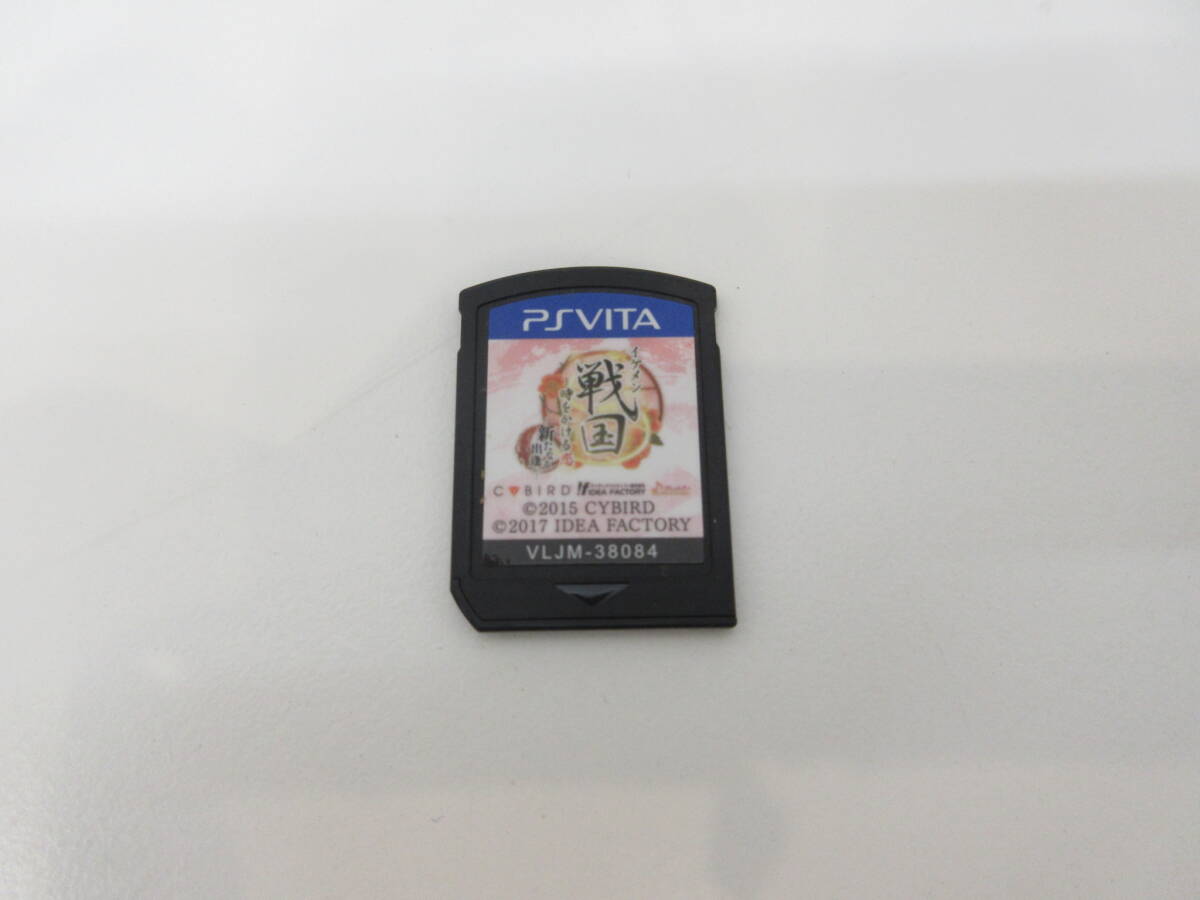 PSVITA
イケメン
戦国
時をかける恋
新たなる
出逢い
CYBIRD
IDEA FACTORY
©2015 CYBIRD
©2017 IDEA FACTORY
VLJM-38084